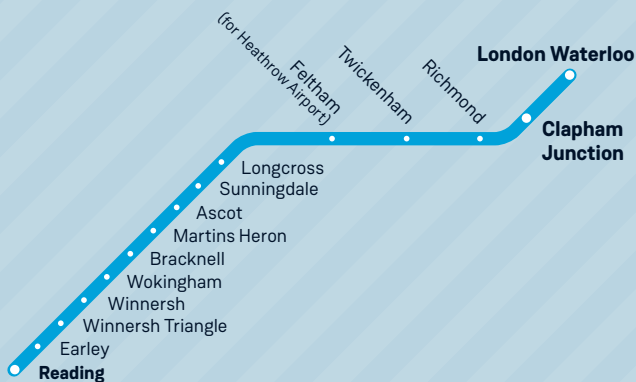 London Waterloo
Clapham
Junction
Richmond
Twickenham
Feltham
(for Heathrow Airport)
Longcross
Sunningdale
Ascot
Martins Heron
Bracknell
Wokingham
Winnersh
Winnersh Triangle
Earley
Reading